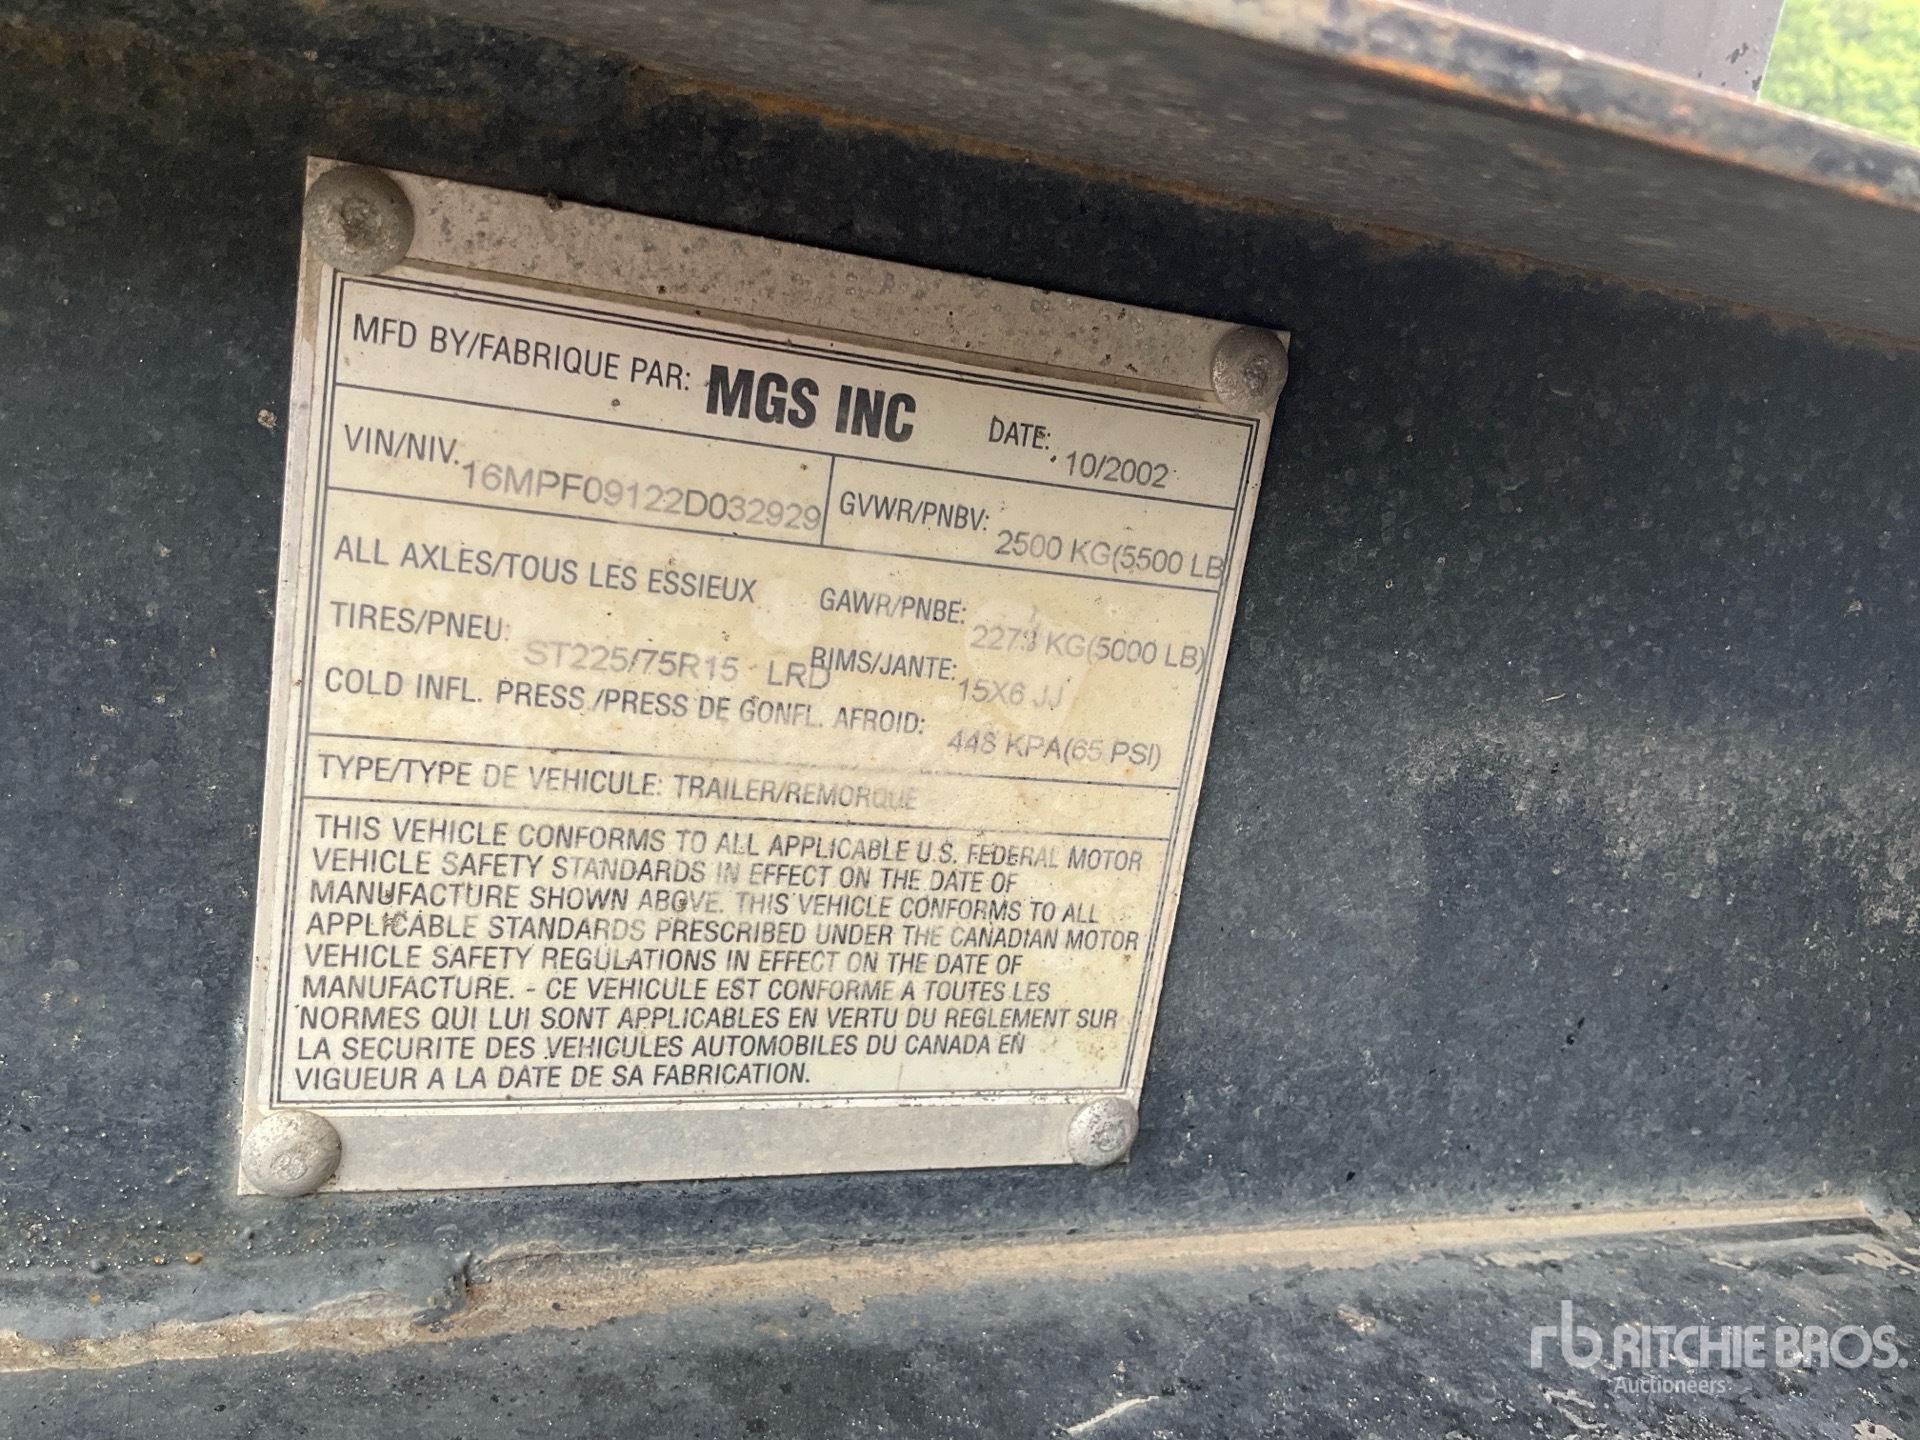 MFD BY/FABRIQUE PAR: MGS INC DATE: 10/2002
VIN/NIV. 16MPF09122D032929 GVWR/PNBV: 2500 KG(5500 LB
ALL AXLES/TOUS LES ESSIEUX GAWR/PNBE: KG(5000 LB)
TIRES/PNEU: ST225/75R15 LRD RIMS/JANTE: 15X6 JJ
COLD INFL. PRESS./PRESS DE GONFL. AFROID: 448 KPA(65 PSI)
TYPE/TYPE DE VEHICULE: TRAILER/REMORQUE
THIS VEHICLE CONFORMS TO ALL APPLICABLE U.S. FEDERAL MOTOR
VEHICLE SAFETY STANDARDS IN EFFECT ON THE DATE OF
MANUFACTURE SHOWN ABOVE. THIS VEHICLE CONFORMS TO ALL
APPLICABLE STANDARDS PRESCRIBED UNDER THE CANADIAN MOTOR
VEHICLE SAFETY REGULATIONS IN EFFECT ON THE DATE OF
MANUFACTURE. - CE VEHICULE EST CONFORME A TOUTES LES
NORMES QUI LUI SONT APPLICABLES EN VERTU DU REGLEMENT SUR
LA SECURITE DES VEHICULES AUTOMOBILES DU CANADA EN
VIGUEUR A LA DATE DE SA FABRICATION.
rb RITCHIE BROS.
Auctioneers